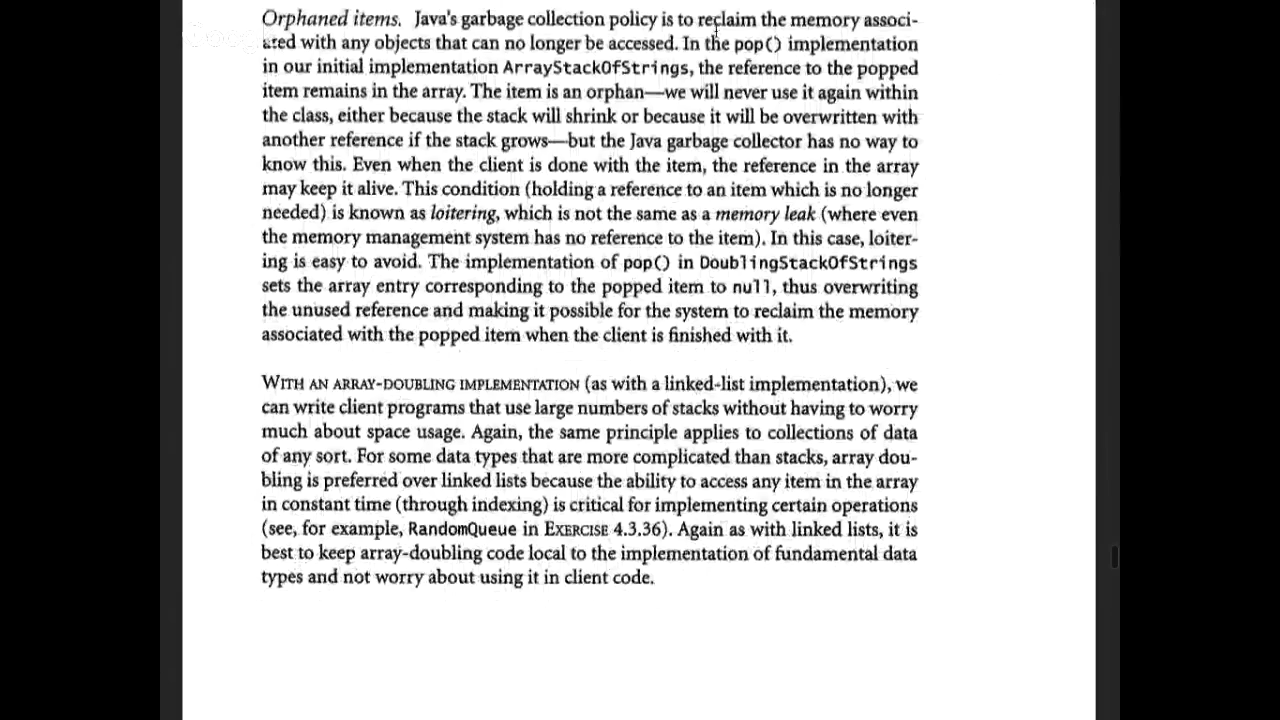 Orphaned items. Java's garbage collection policy is to reclaim the memory associ-
ated with any objects that can no longer be accessed. In the pop() implementation
in our initial implementation ArrayStackOfStrings, the reference to the popped
item remains in the array. The item is an orphan—we will never use it again within
the class, either because the stack will shrink or because it will be overwritten with
another reference if the stack grows—but the Java garbage collector has no way to
know this. Even when the client is done with the item, the reference in the array
may keep it alive. This condition (holding a reference to an item which is no longer
needed) is known as loitering, which is not the same as a memory leak (where even
the memory management system has no reference to the item). In this case, loiter-
ing is easy to avoid. The implementation of pop() in DoublingStackOfStrings
sets the array entry corresponding to the popped item to null, thus overwriting
the unused reference and making it possible for the system to reclaim the memory
associated with the popped item when the client is finished with it.
WITH AN ARRAY-DOUBLING IMPLEMENTATION (as with a linked-list implementation), we
can write client programs that use large numbers of stacks without having to worry
much about space usage. Again, the same principle applies to collections of data
of any sort. For some data types that are more complicated than stacks, array dou-
bling is preferred over linked lists because the ability to access any item in the array
in constant time (through indexing) is critical for implementing certain operations
(see, for example, RandomQueue in EXERCISE 4.3.36). Again as with linked lists, it is
best to keep array-doubling code local to the implementation of fundamental data
types and not worry about using it in client code.